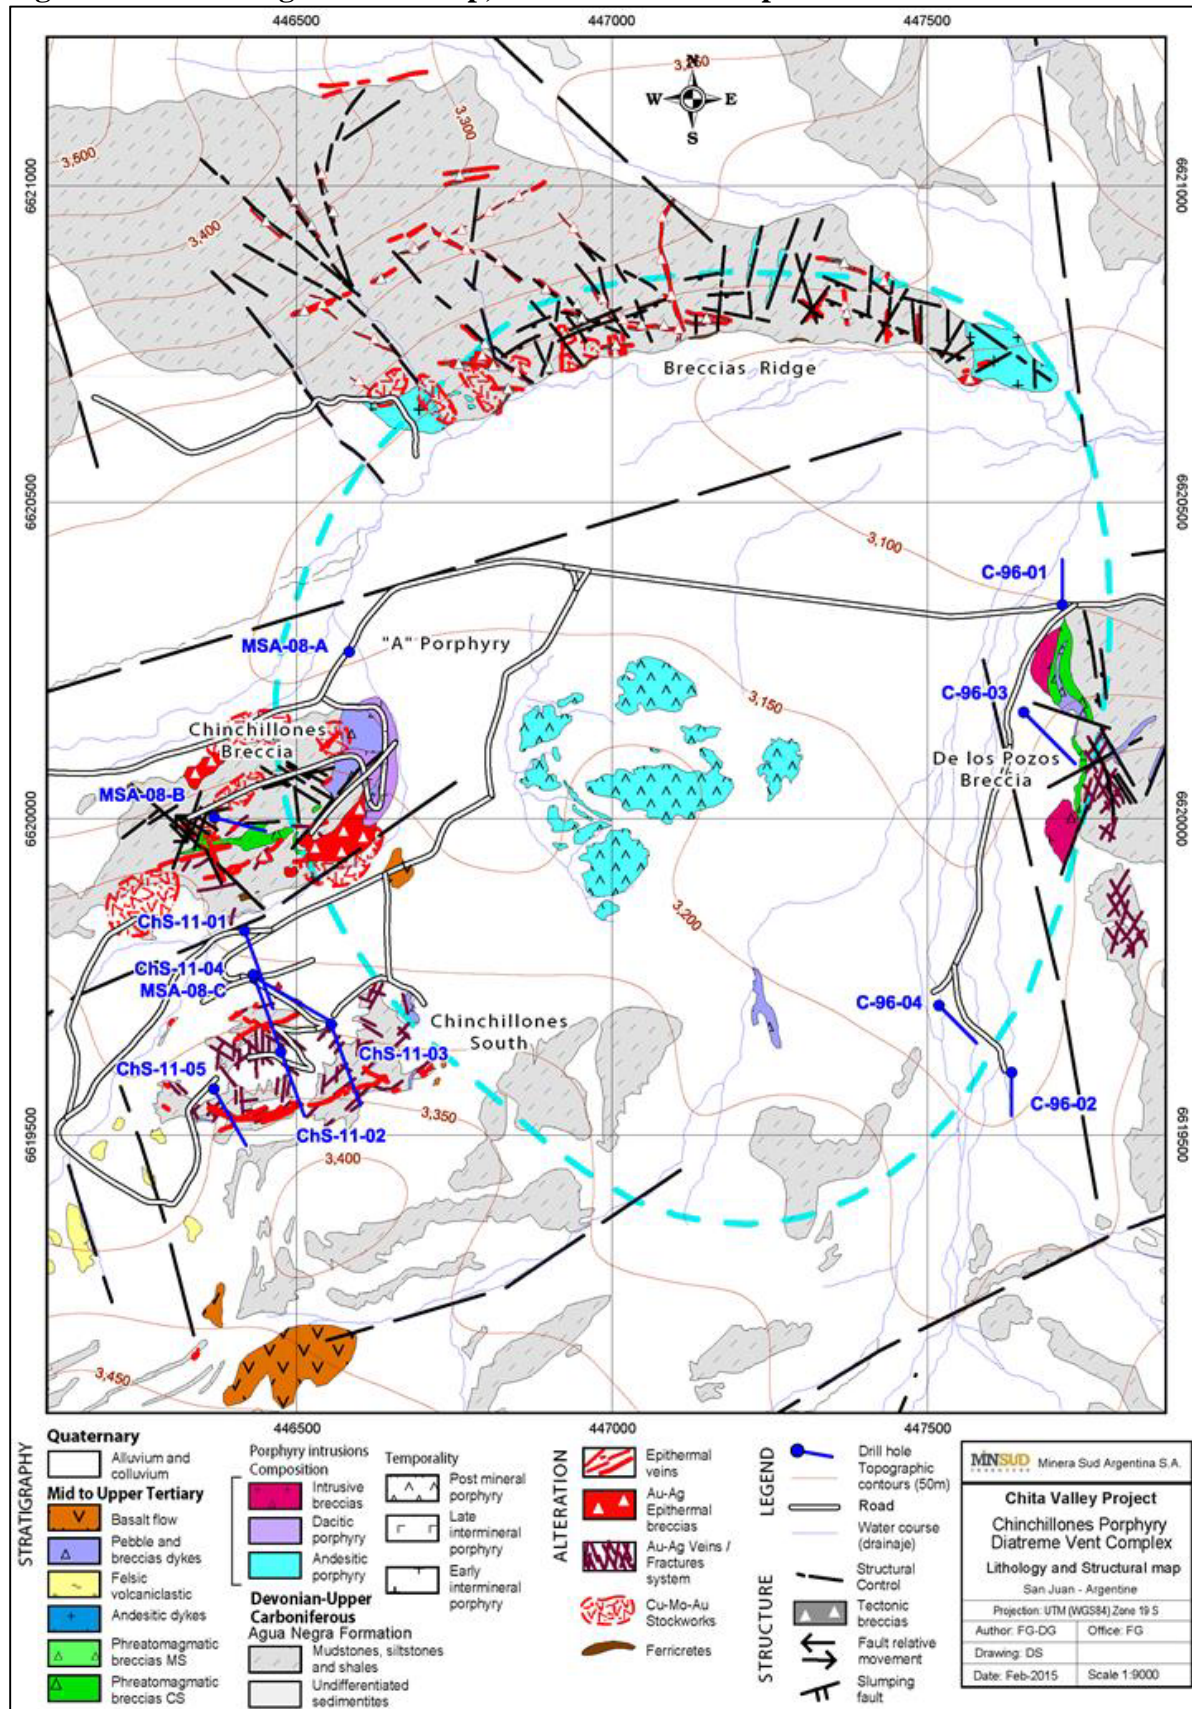 446500 447000 447500
3,150
N
W E
S
3,500
3,300
3,400
6621000 6621000
Breccias Ridge
6620500 6620500
3,100
C-96-01
MSA-08-A
"A" Porphyry
C-96-03
3,150
Chinchillones
Breccia
De los Pozos
Breccia
MSA-08-B
6620000 6620000
ChS-11-01
3,200
ChS-11-04
MSA-08-C
C-96-04
Chinchillones
South
ChS-11-03
ChS-11-05
C-96-02
3,350
ChS-11-02
6619500 6619500
3,400
3,450
446500 447000 447500
STRATIGRAPHY
Quaternary
Alluvium and
colluvium
Mid to Upper Tertiary
Basalt flow
Pebble and
breccias dykes
Felsic
volcaniclastic
Andesitic dykes
Phreatomagmatic
breccias MS
Phreatomagmatic
breccias CS
Porphyry intrusions
Composition
Intrusive
breccias
Dacitic
porphyry
Andesitic
porphyry
Devonian-Upper
Carboniferous
Agua Negra Formation
Mudstones, siltstones
and shales
Undifferentiated
sedimentites
Temporality
Post mineral
porphyry
Late
intermineral
porphyry
Early
intermineral
porphyry
ALTERATION
Epithermal
veins
Au-Ag
Epithermal
breccias
Au-Ag Veins /
Fractures
system
Cu-Mo-Au
Stockworks
Ferricretes
LEGEND
Drill hole
Topographic
contours (50m)
Road
Water course
(drainaje)
STRUCTURE
Structural
Control
Tectonic
breccias
Fault relative
movement
Slumping
fault
MINSUD Minera Sud Argentina S.A.
Chita Valley Project
Chinchillones Porphyry
Diatreme Vent Complex
Lithology and Structural map
San Juan - Argentine
Projection: UTM (WGS84) Zone 19 S
Author: FG-DG Office: FG
Drawing: DS
Date: Feb-2015 Scale 1:9000